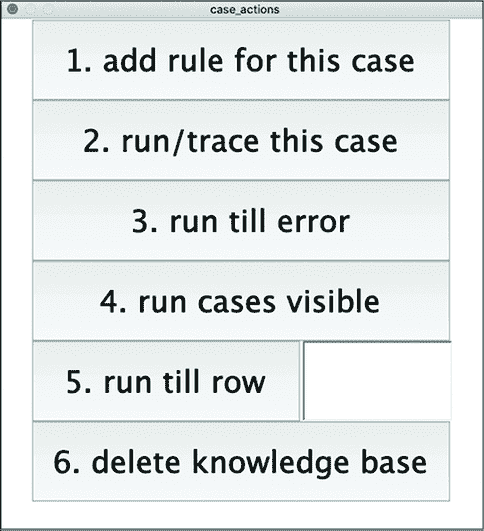 case_actions
1. add rule for this case
2. run/trace this case
3. run till error
4. run cases visible
5. run till row
6. delete knowledge base